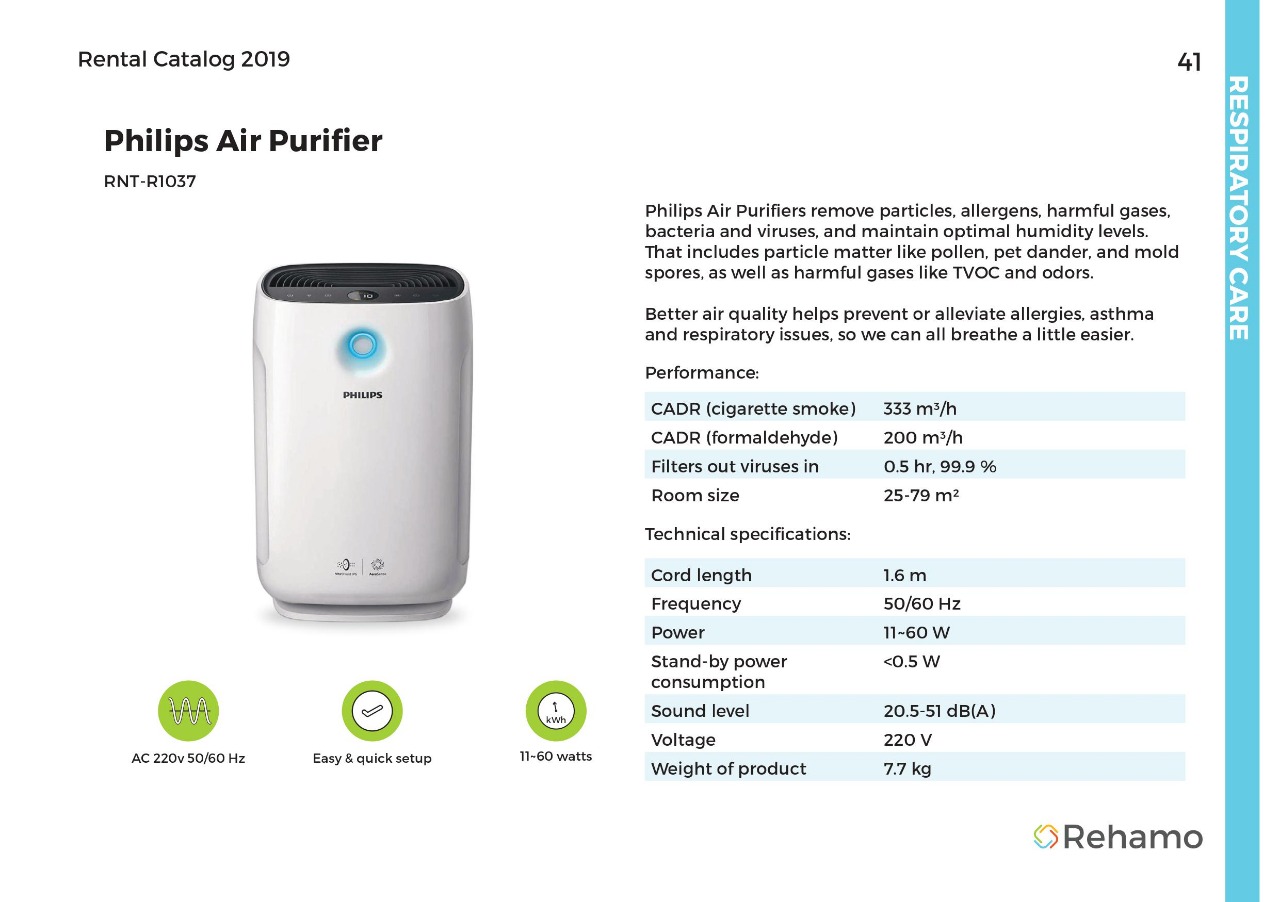 Rental Catalog 2019
41
RESPIRATORY CARE
Philips Air Purifier
RNT-R1037
Philips Air Purifiers remove particles, allergens, harmful gases,
bacteria and viruses, and maintain optimal humidity levels.
That includes particle matter like pollen, pet dander, and mold
spores, as well as harmful gases like TVOC and odors.
Better air quality helps prevent or alleviate allergies, asthma
and respiratory issues, so we can all breathe a little easier.
PHILIPS
Performance:
CADR (cigarette smoke) 333 m³/h
CADR (formaldehyde) 200 m³/h
Filters out viruses in 0.5 hr, 99.9 %
Room size 25-79 m²
Technical specifications:
Cord length 1.6 m
Frequency 50/60 Hz
Power 11~60 W
Stand-by power <0.5 W
consumption
Sound level 20.5-51 dB(A)
Voltage 220 V
Weight of product 7.7 kg
kWh
AC 220v 50/60 Hz
Easy & quick setup
11~60 watts
Rehamo